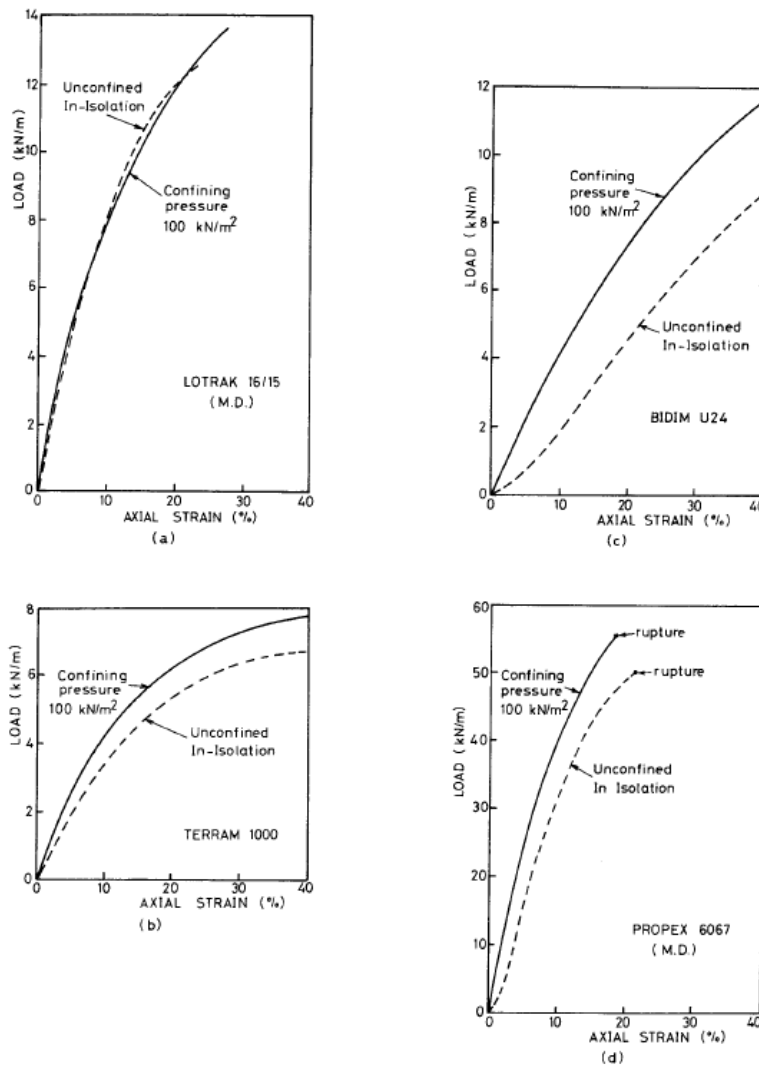 14
12
10
8
6
4
2
0
LOAD (kN/m)
Unconfined
In-Isolation
Confining
pressure
100 kN/m²
LOTRAK 16/15
(M.D.)
0 10 20 30 40
AXIAL STRAIN (%)
(a)
8
6
4
2
0
LOAD (kN/m)
Confining
pressure
100 kN/m²
Unconfined
In-Isolation
TERRAM 1000
0 10 20 30 40
AXIAL STRAIN (%)
(b)
12
10
8
6
4
2
0
LOAD (kN/m)
Confining
pressure
100 kN/m²
Unconfined
In-Isolation
BIDIM U24
0 10 20 30 40
AXIAL STRAIN (%)
(c)
60
50
40
30
20
10
0
LOAD (kN/m)
rupture
rupture
Confining
pressure
100 kN/m²
Unconfined
In Isolation
PROPEX 6067
(M.D.)
0 10 20 30 40
AXIAL STRAIN (%)
(d)